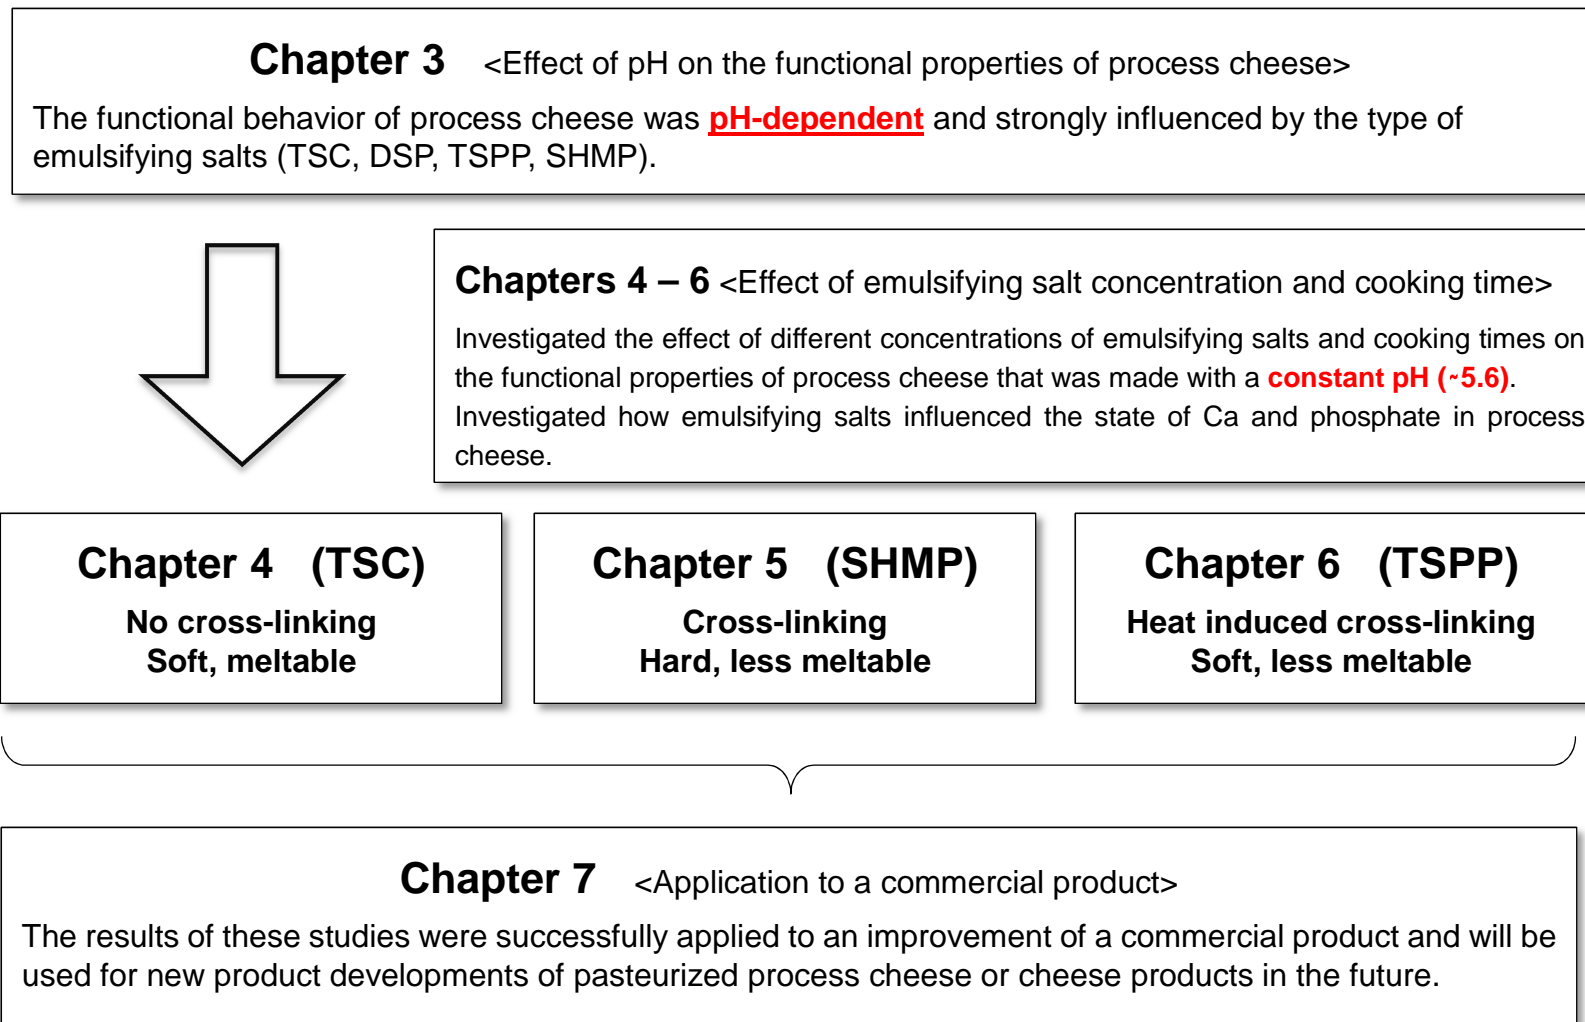 Chapter 3 <Effect of pH on the functional properties of process cheese>
The functional behavior of process cheese was pH-dependent and strongly influenced by the type of
emulsifying salts (TSC, DSP, TSPP, SHMP).
Chapters 4 – 6 <Effect of emulsifying salt concentration and cooking time>
Investigated the effect of different concentrations of emulsifying salts and cooking times on
the functional properties of process cheese that was made with a constant pH (~5.6).
Investigated how emulsifying salts influenced the state of Ca and phosphate in process
cheese.
Chapter 4 (TSC)
No cross-linking
Soft, meltable
Chapter 5 (SHMP)
Cross-linking
Hard, less meltable
Chapter 6 (TSPP)
Heat induced cross-linking
Soft, less meltable
Chapter 7 <Application to a commercial product>
The results of these studies were successfully applied to an improvement of a commercial product and will be
used for new product developments of pasteurized process cheese or cheese products in the future.